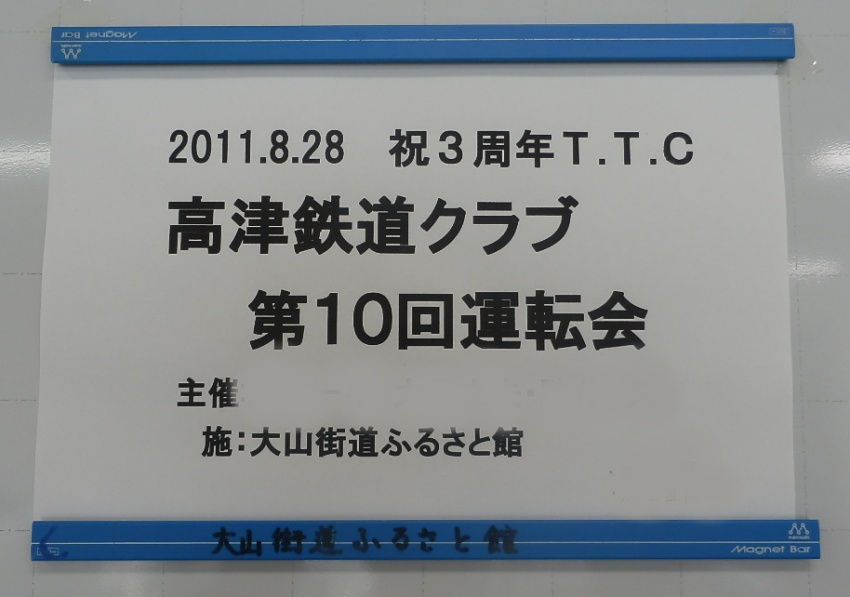 Magnet Bar
2011.8.28 祝3周年T.T.C
高津鉄道クラブ
第10回運転会
主催
施:大山街道ふるさと館
大山街道ふるさと館
Magnet Bar